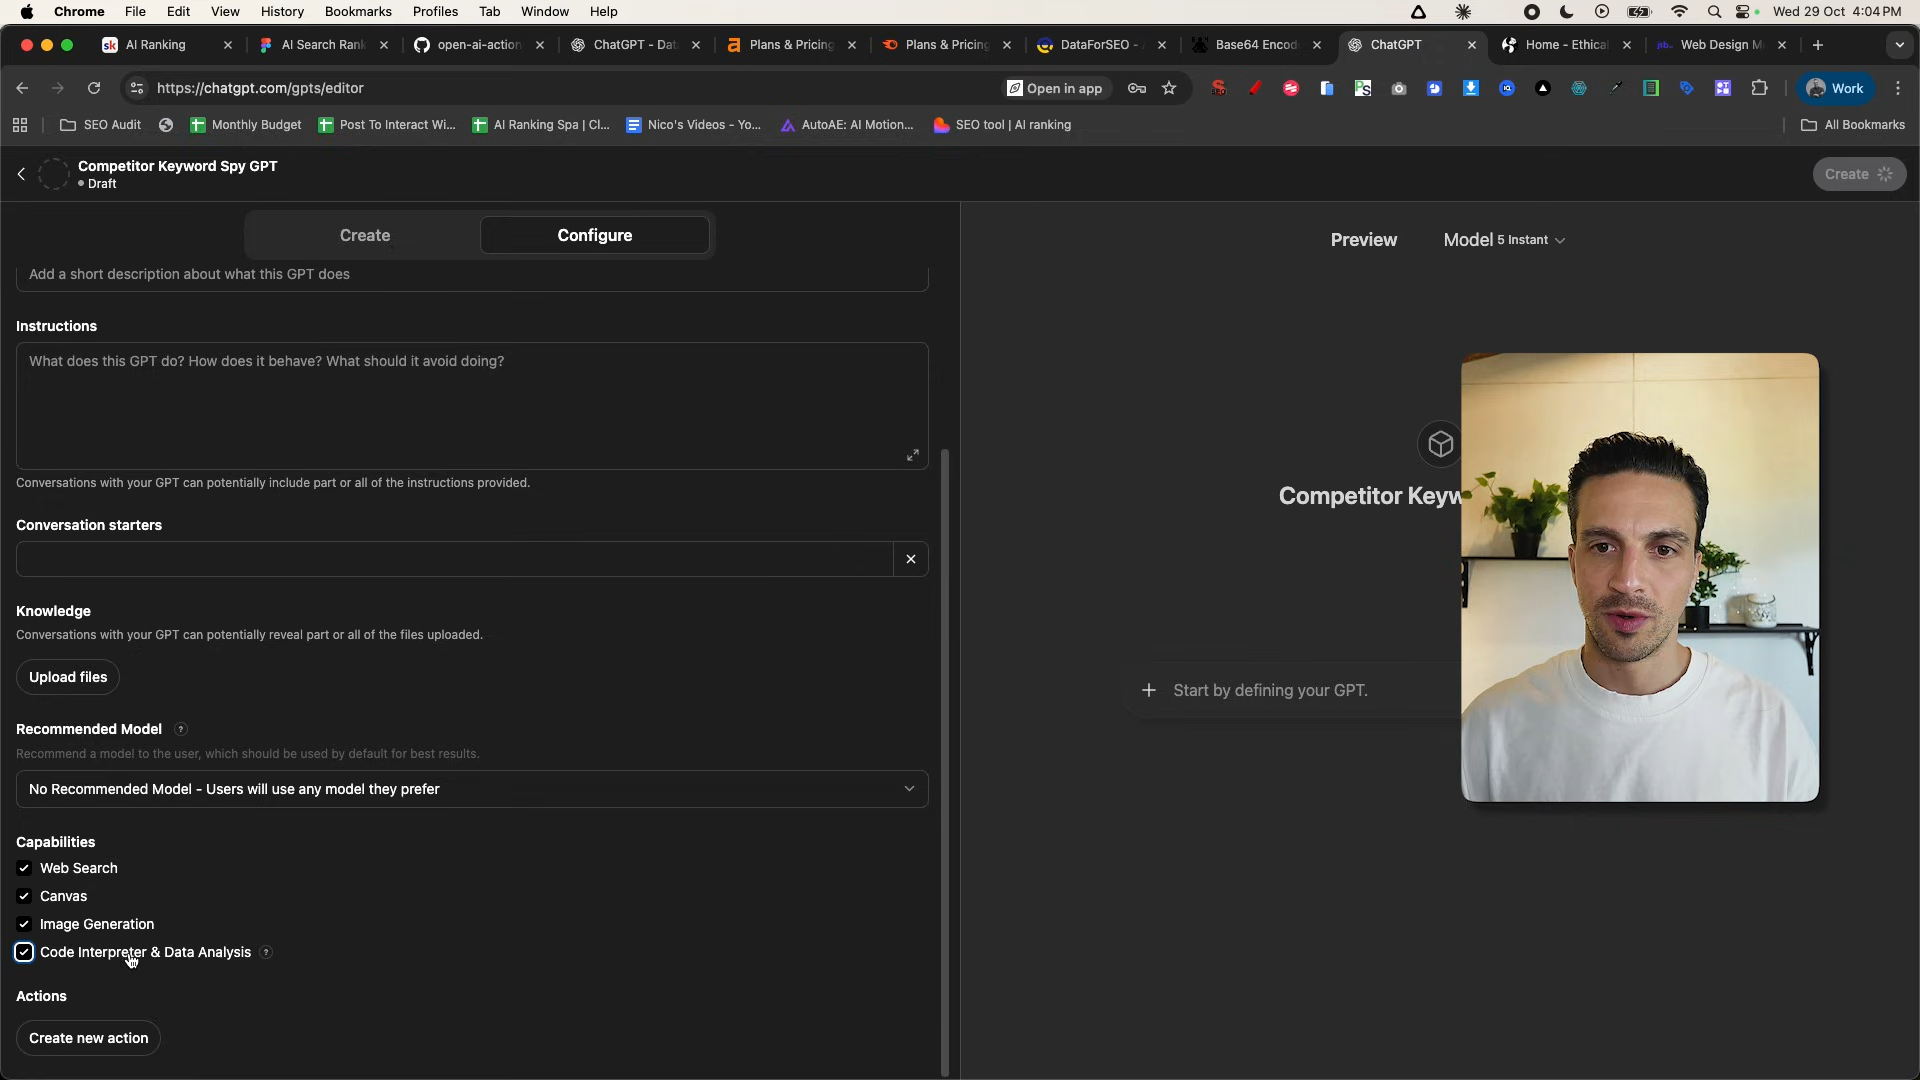 Chrome File Edit View History Bookmarks Profiles Tab Window Help
Wed 29 Oct 4:04 PM
AI Ranking
AI Search Rank
open-ai-action
ChatGPT - Da
Plans & Pricing
Plans & Pricing
DataForSEO -
Base64 Encod
ChatGPT
Home - Ethica
Web Design M
https://chatgpt.com/gpts/editor
Open in app
Work
SEO Audit
Monthly Budget
Post To Interact Wi...
AI Ranking Spa | Cl...
Nico's Videos - Yo...
AutoAE: AI Motion...
SEO tool | AI ranking
All Bookmarks
Competitor Keyword Spy GPT
Draft
Create
Create
Configure
Preview
Model 5 Instant
Add a short description about what this GPT does
Instructions
What does this GPT do? How does it behave? What should it avoid doing?
Conversations with your GPT can potentially include part or all of the instructions provided.
Conversation starters
Knowledge
Conversations with your GPT can potentially reveal part or all of the files uploaded.
Upload files
Recommended Model ?
Recommend a model to the user, which should be used by default for best results.
No Recommended Model - Users will use any model they prefer
Capabilities
Web Search
Canvas
Image Generation
Code Interpreter & Data Analysis ?
Actions
Create new action
Competitor Keyw
Start by defining your GPT.